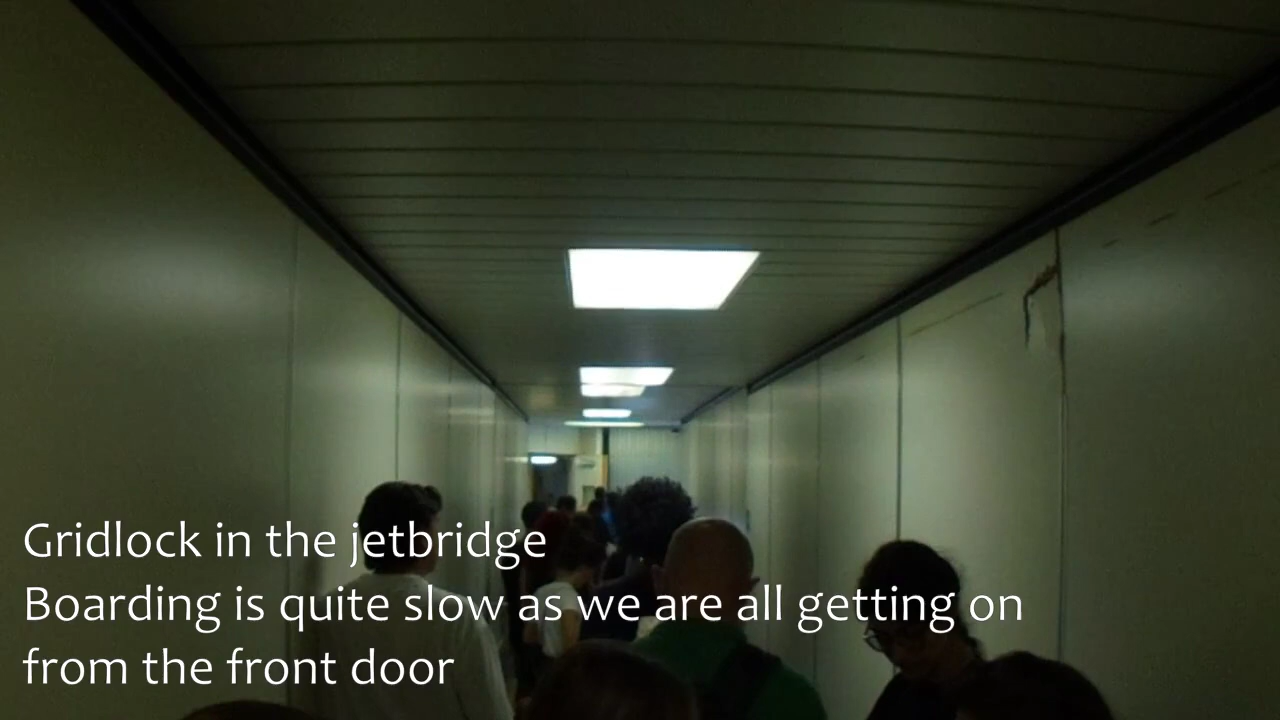 Gridlock in the jetbridge
Boarding is quite slow as we are all getting on
from the front door